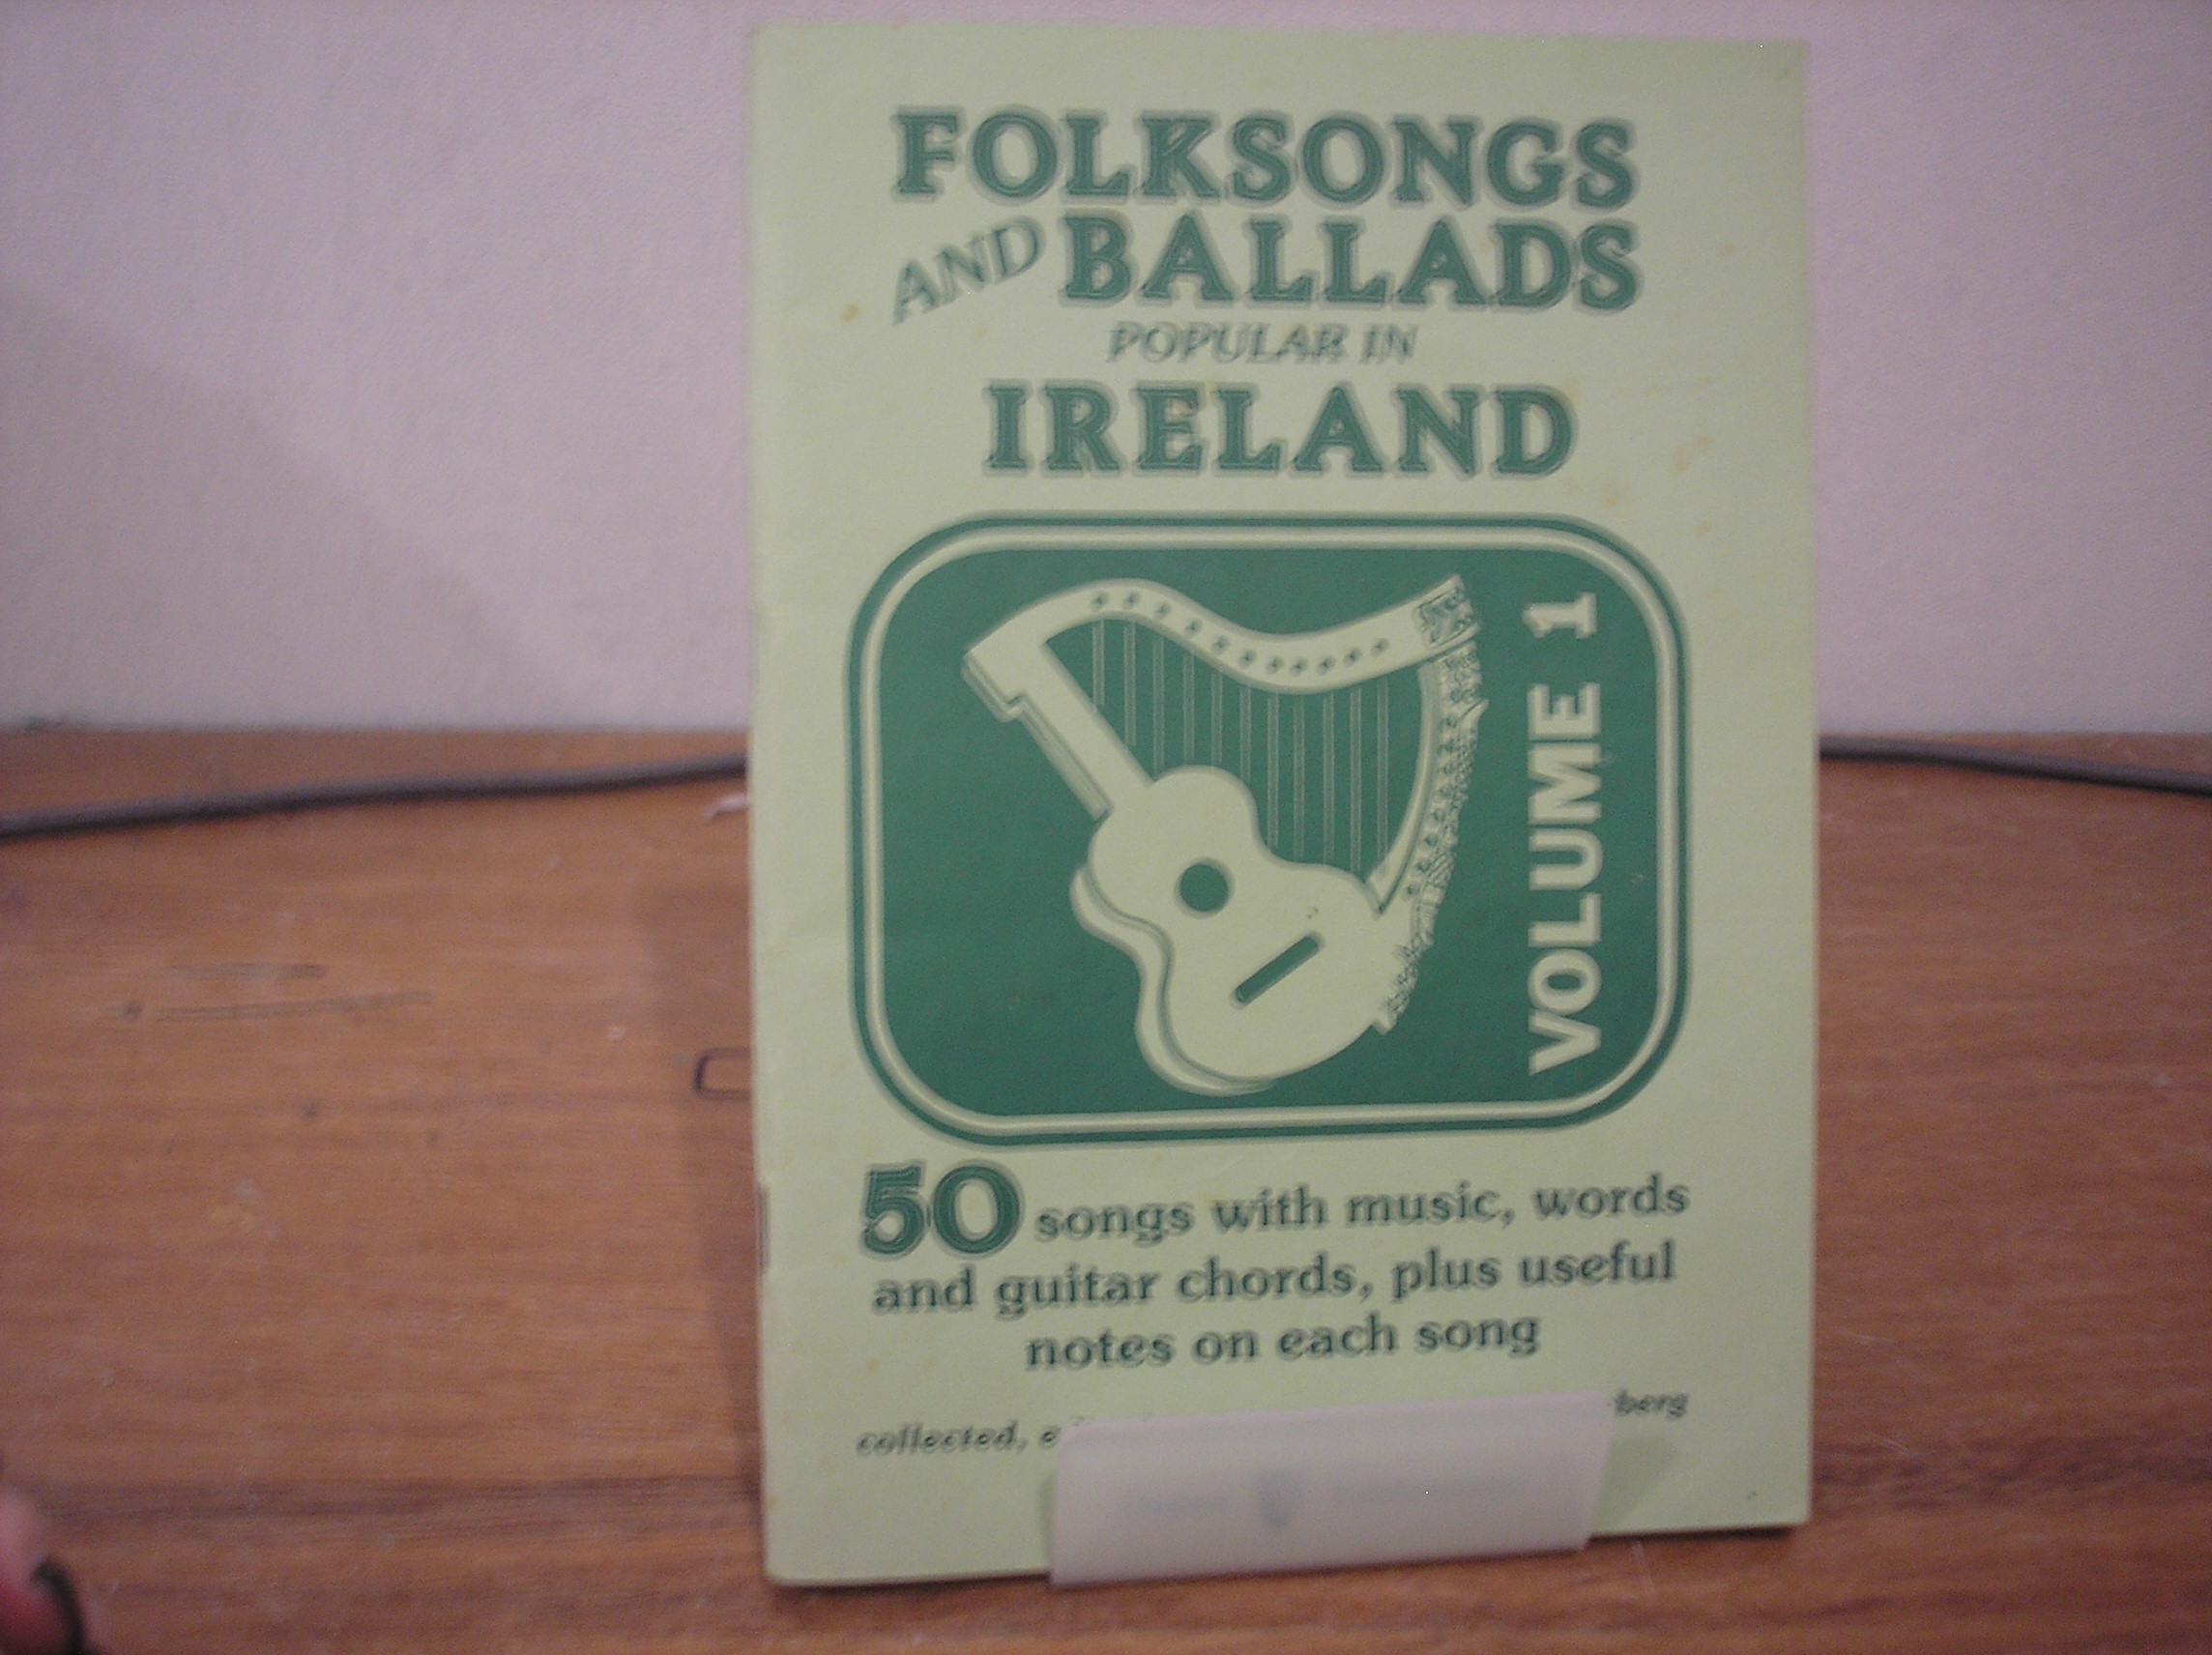 FOLKSONGS
AND BALLADS
POPULAR IN
IRELAND
VOLUME 1
50 songs with music, words
and guitar chords, plus useful
notes on each song
collected,